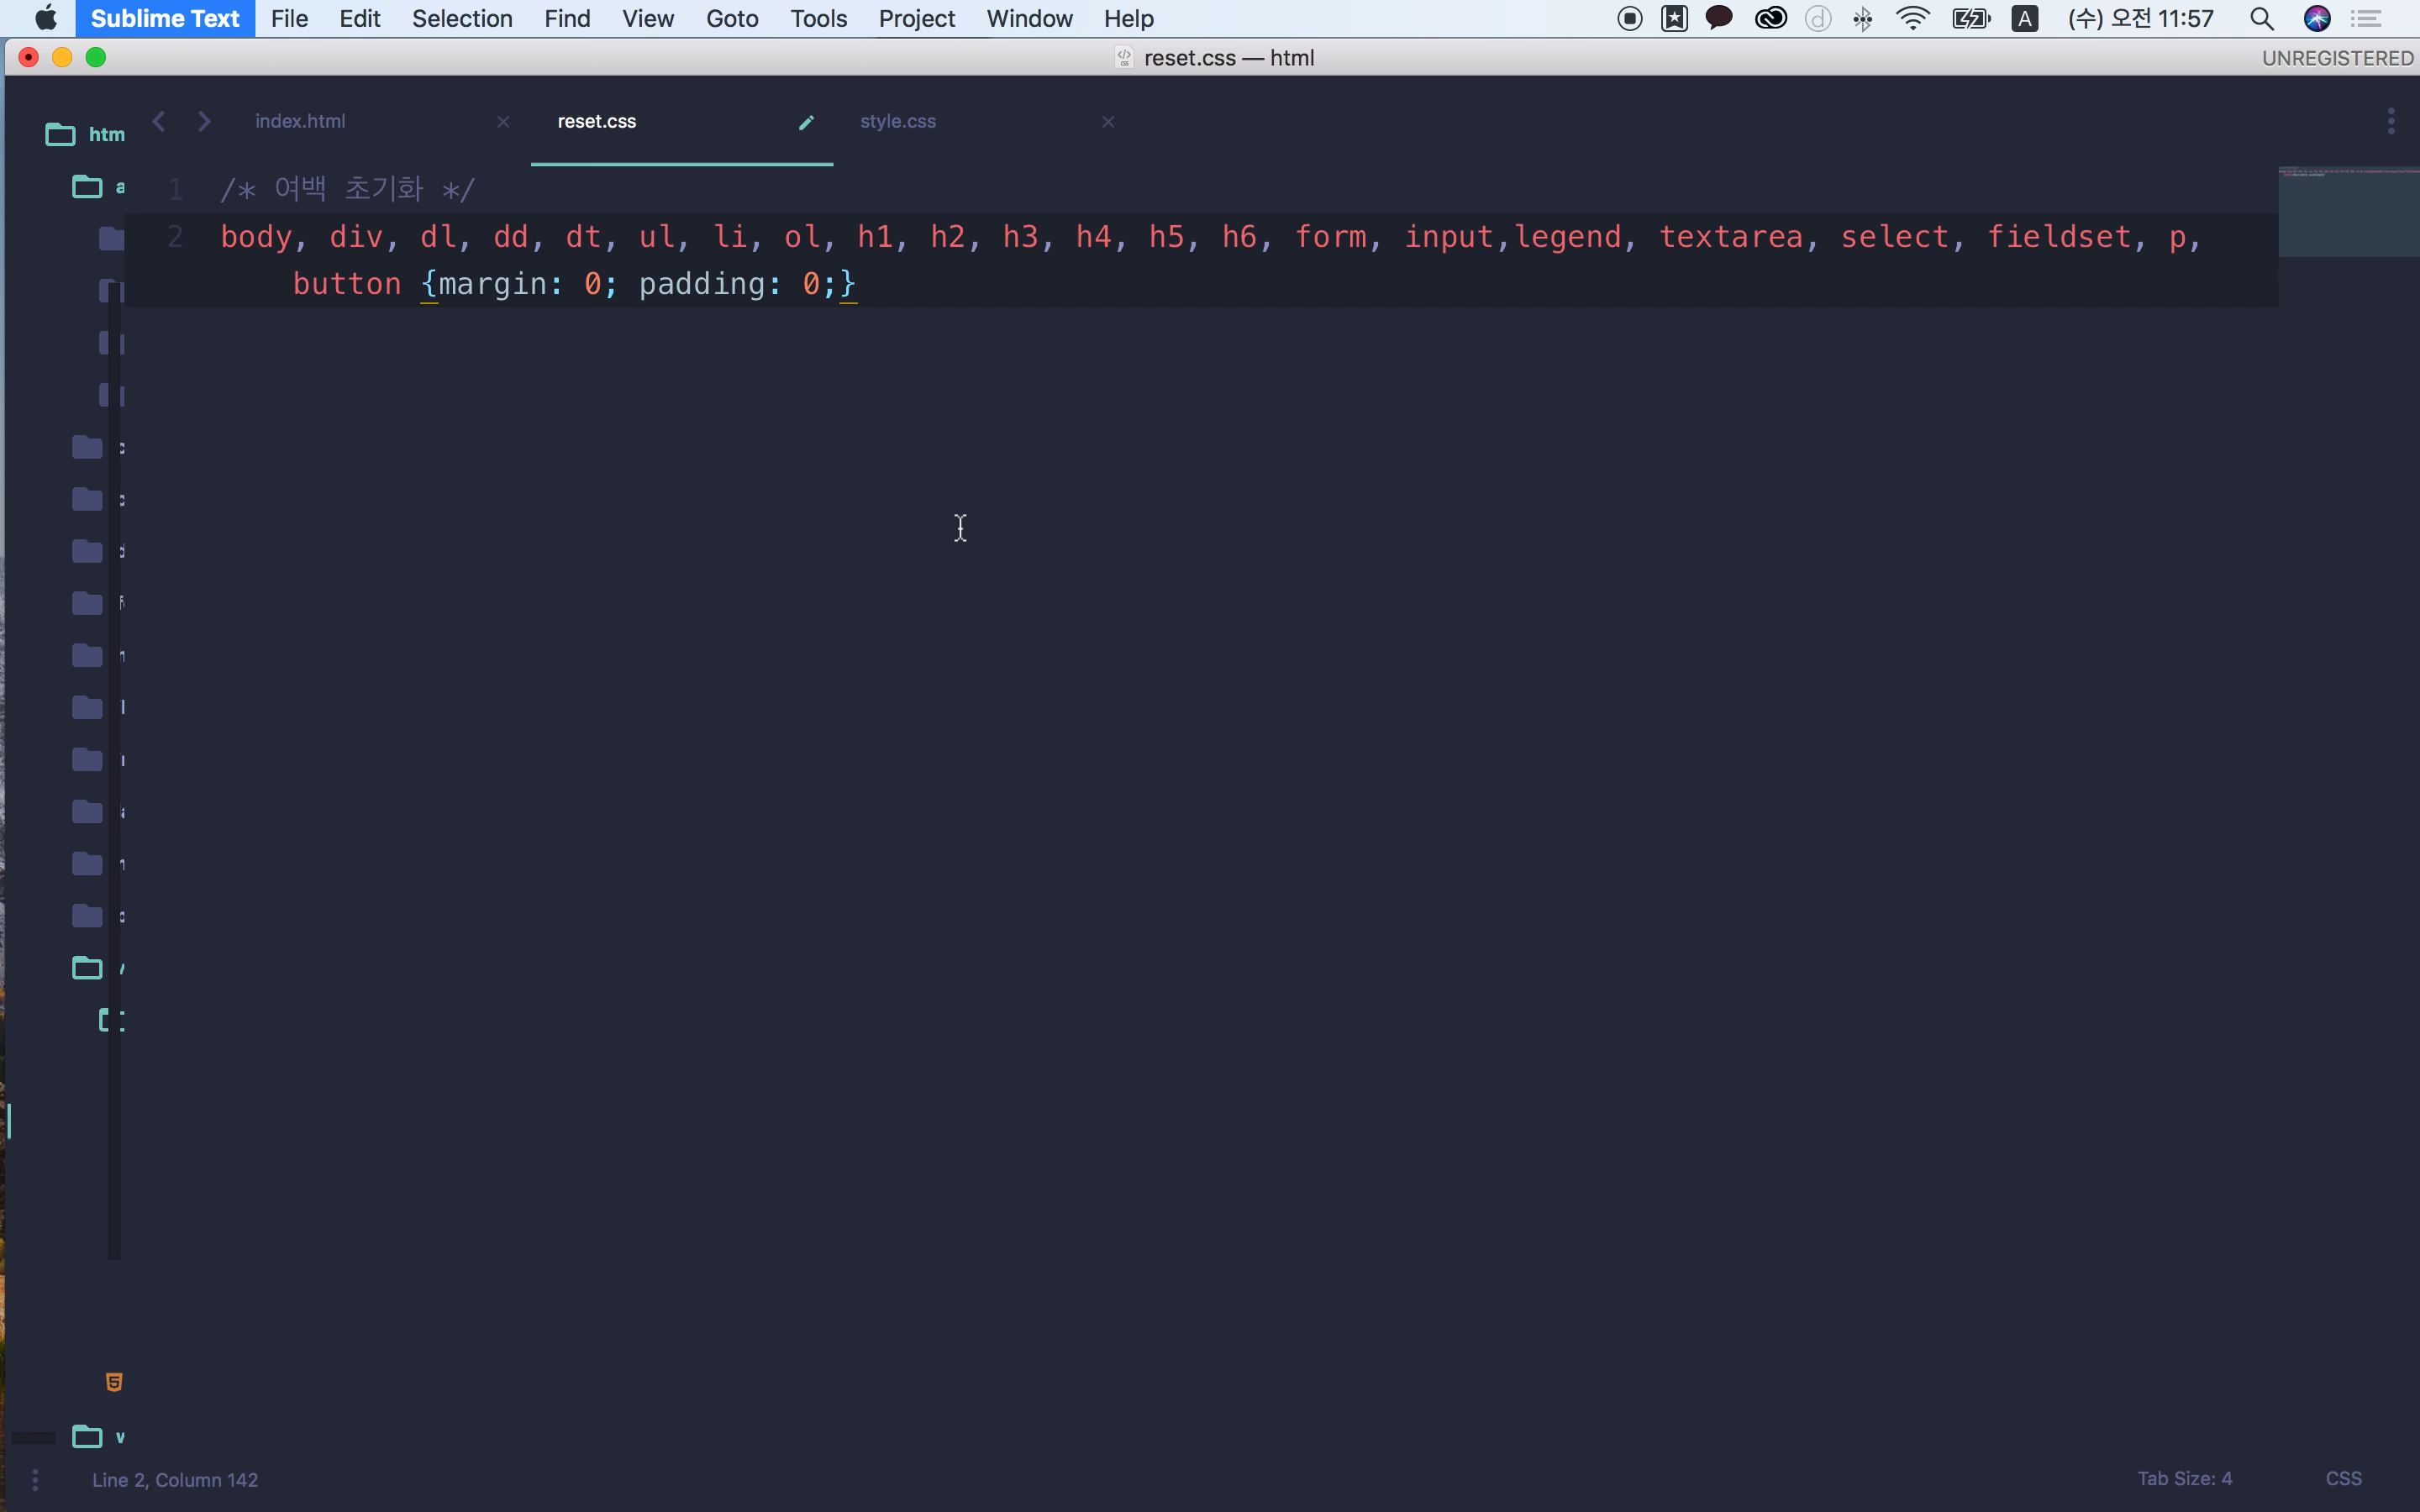 Sublime Text File Edit Selection Find View Goto Tools Project Window Help A (수) 오전 11:57
reset.css — html UNREGISTERED
htm index.html reset.css style.css
1 /* 여백 초기화 */
2 body, div, dl, dd, dt, ul, li, ol, h1, h2, h3, h4, h5, h6, form, input,legend, textarea, select, fieldset, p,
button {margin: 0; padding: 0;}
Line 2, Column 142 Tab Size: 4 CSS